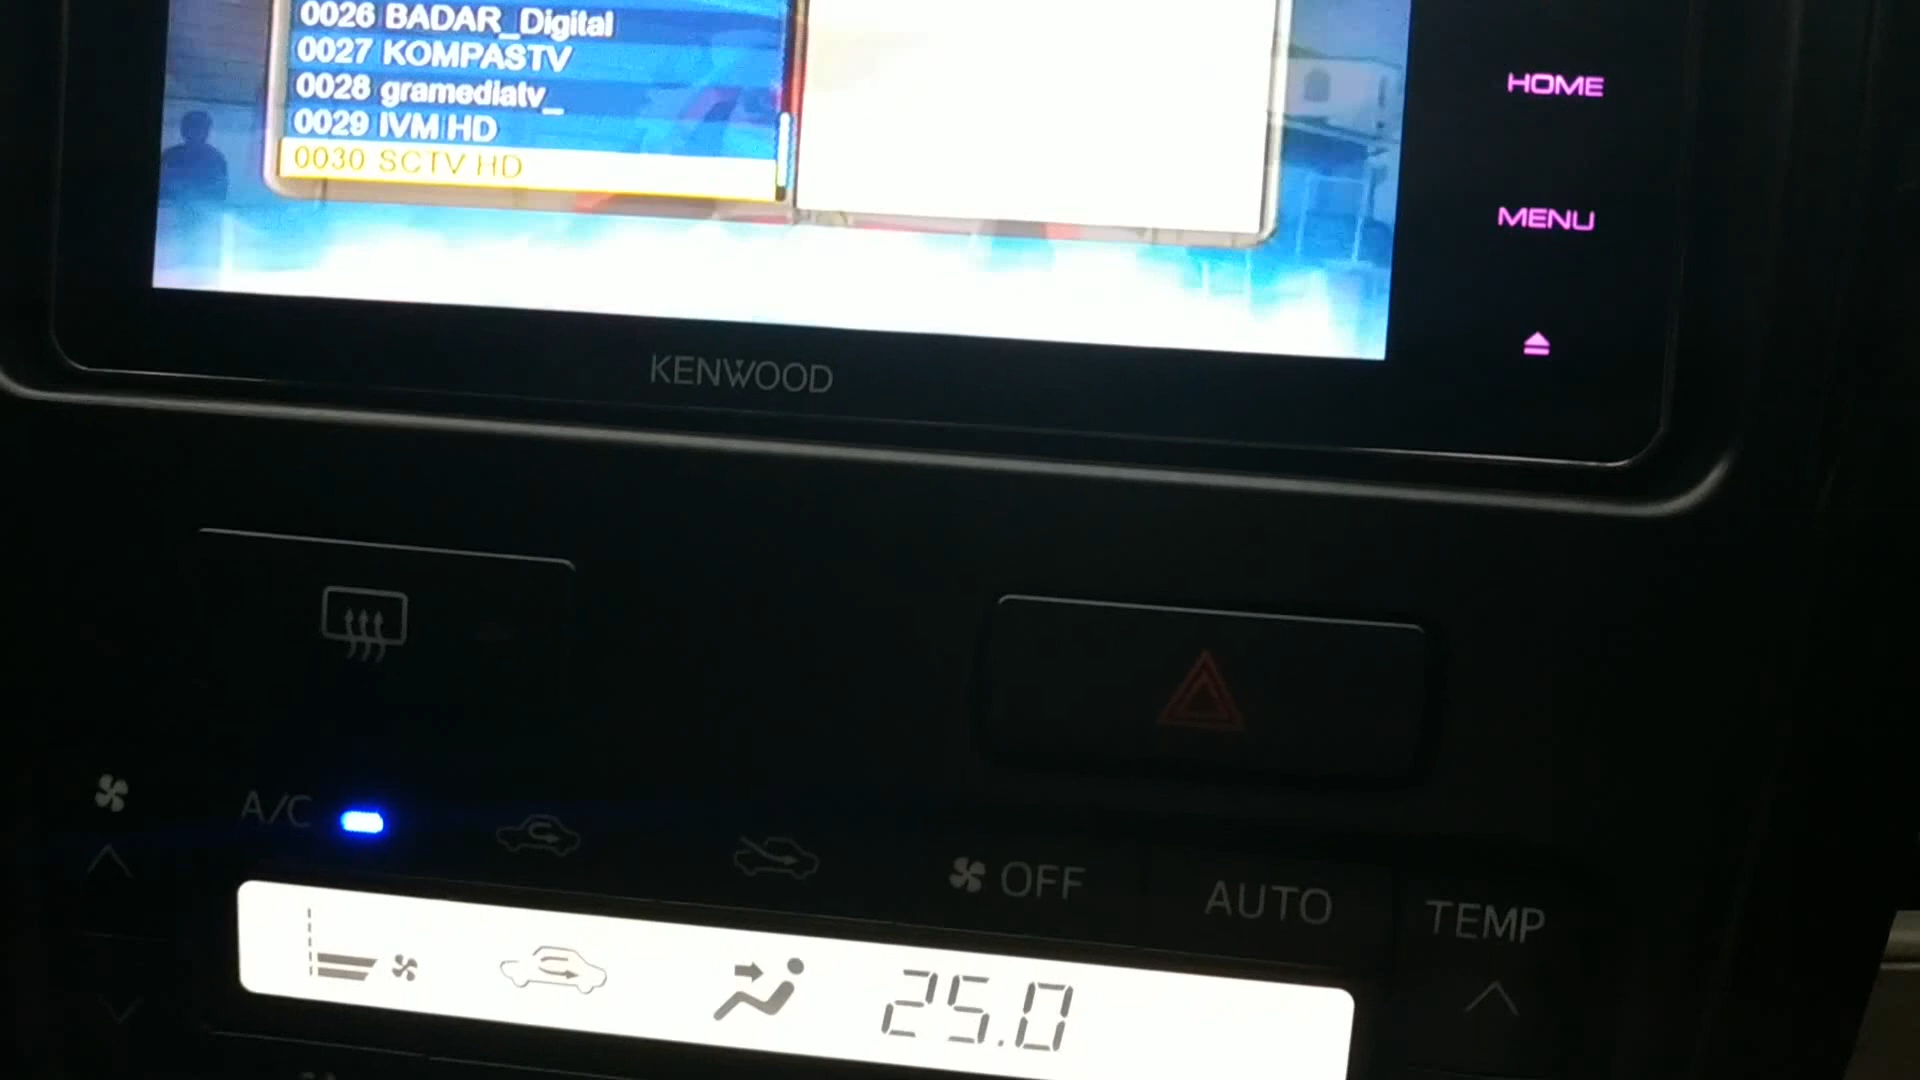 0026 BADAR_Digital
0027 KOMPASTV
0028 gramediatv_
0029 IVM HD
0030 SCTV HD
HOME
MENU
KENWOOD
A/C
OFF
AUTO
TEMP
25.0